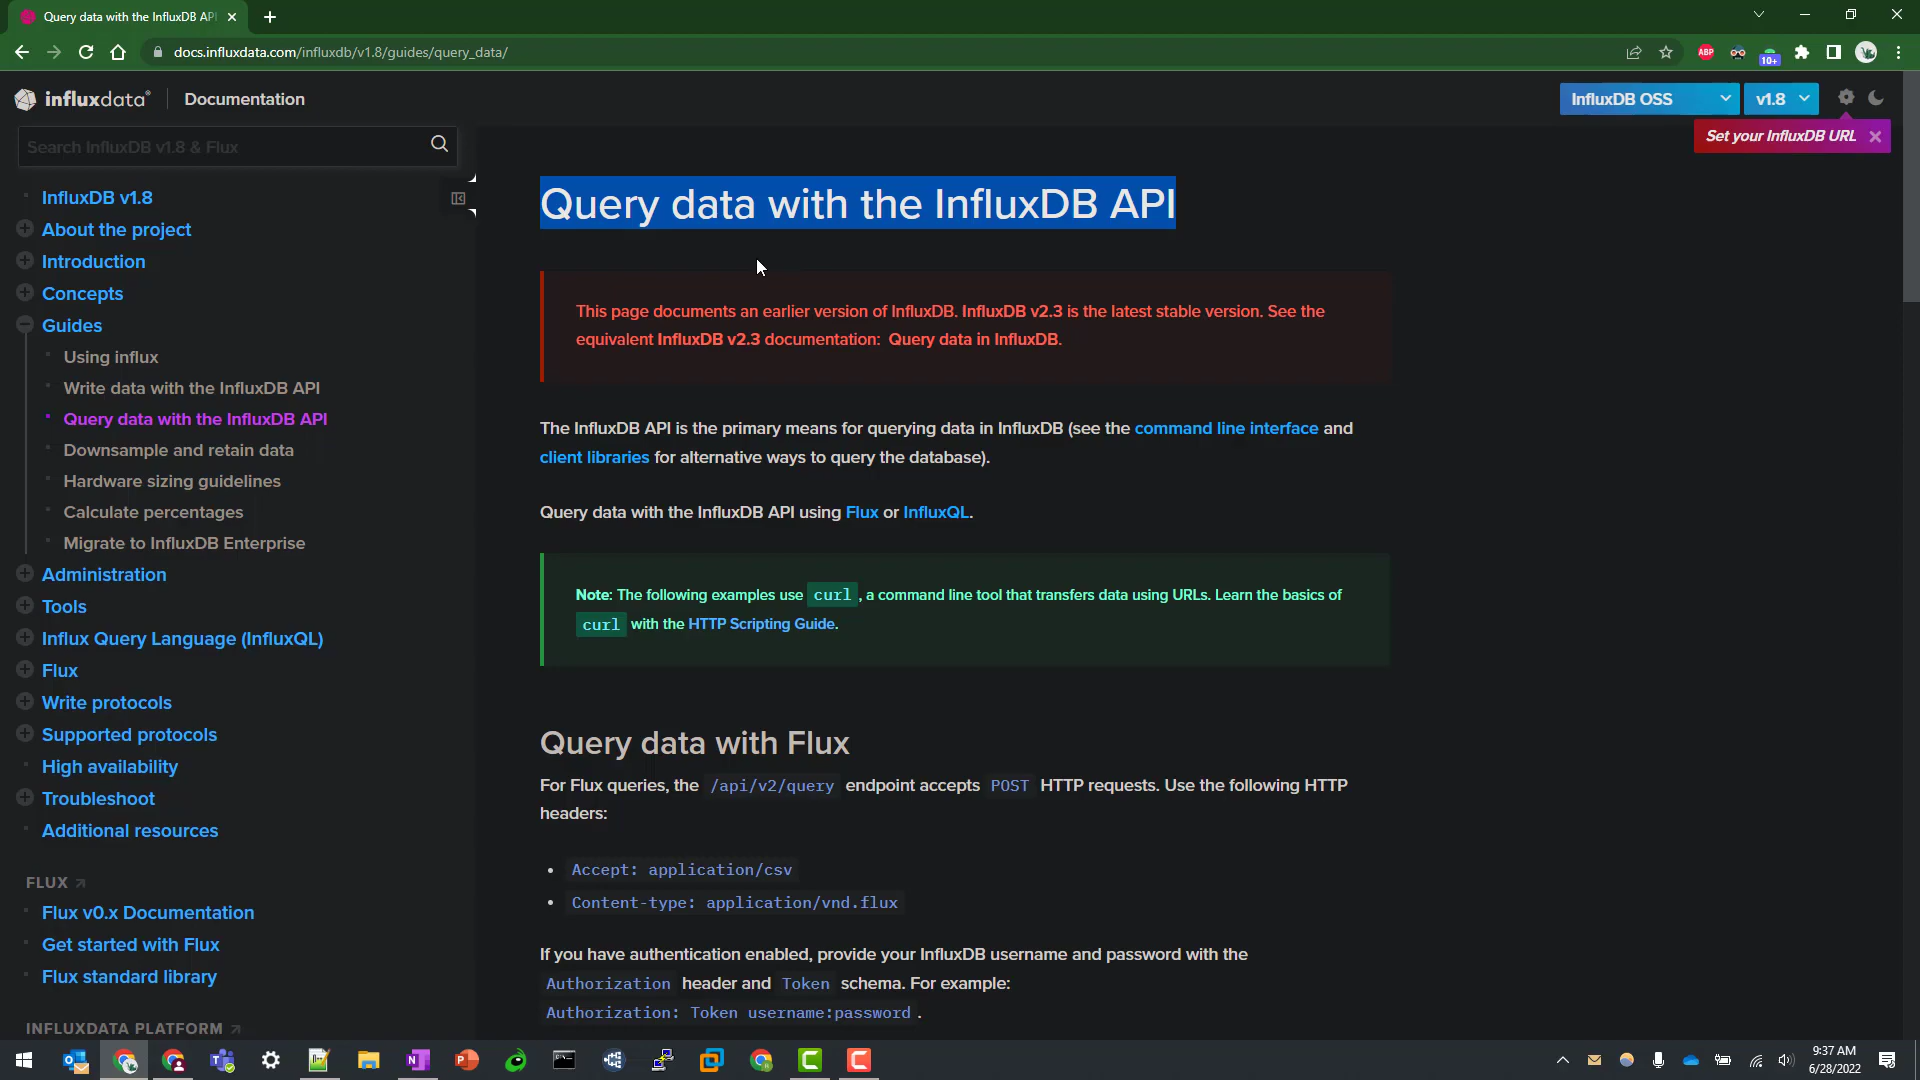 Query data with the InfluxDB API
docs.influxdata.com/influxdb/v1.8/guides/query_data/
ABP
10+
influxdata®
Documentation
InfluxDB OSS
v1.8
Set your InfluxDB URL
Search InfluxDB v1.8 & Flux
InfluxDB v1.8
About the project
Introduction
Concepts
Guides
Using influx
Write data with the InfluxDB API
Query data with the InfluxDB API
Downsample and retain data
Hardware sizing guidelines
Calculate percentages
Migrate to InfluxDB Enterprise
Administration
Tools
Influx Query Language (InfluxQL)
Flux
Write protocols
Supported protocols
High availability
Troubleshoot
Additional resources
FLUX
Flux v0.x Documentation
Get started with Flux
Flux standard library
INFLUXDATA PLATFORM
Query data with the InfluxDB API
This page documents an earlier version of InfluxDB. InfluxDB v2.3 is the latest stable version. See the
equivalent InfluxDB v2.3 documentation: Query data in InfluxDB.
The InfluxDB API is the primary means for querying data in InfluxDB (see the command line interface and
client libraries for alternative ways to query the database).
Query data with the InfluxDB API using Flux or InfluxQL.
Note: The following examples use curl, a command line tool that transfers data using URLs. Learn the basics of
curl with the HTTP Scripting Guide.
Query data with Flux
For Flux queries, the /api/v2/query endpoint accepts POST HTTP requests. Use the following HTTP
headers:
Accept: application/csv
Content-type: application/vnd.flux
If you have authentication enabled, provide your InfluxDB username and password with the
Authorization header and Token schema. For example:
Authorization: Token username:password .
9:37 AM
6/28/2022